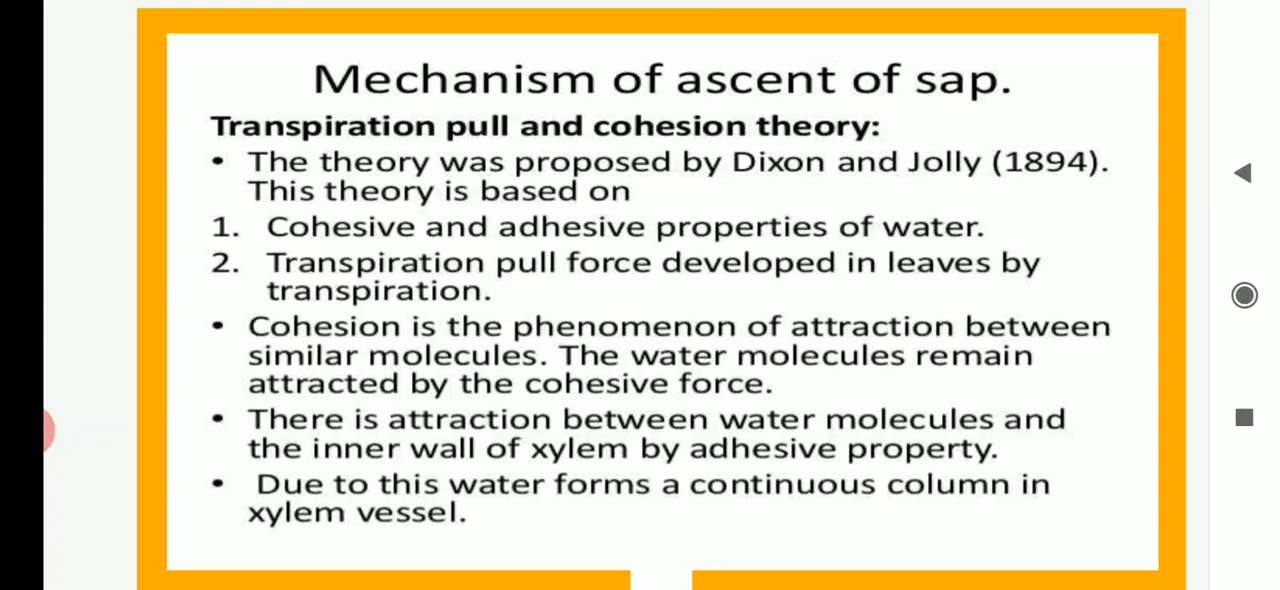 Mechanism of ascent of sap.
Transpiration pull and cohesion theory:
• The theory was proposed by Dixon and Jolly (1894).
This theory is based on
1. Cohesive and adhesive properties of water.
2. Transpiration pull force developed in leaves by
transpiration.
• Cohesion is the phenomenon of attraction between
similar molecules. The water molecules remain
attracted by the cohesive force.
• There is attraction between water molecules and
the inner wall of xylem by adhesive property.
• Due to this water forms a continuous column in
xylem vessel.